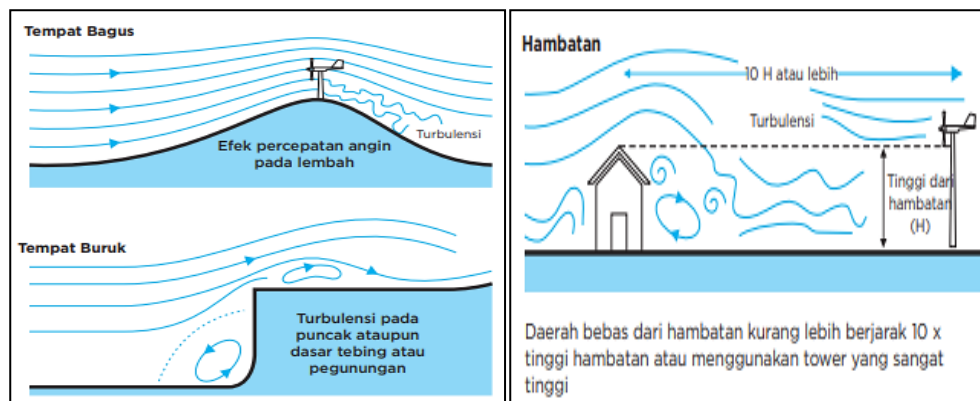 Tempat Bagus
Turbulensi
Efek percepatan angin
pada lembah
Tempat Buruk
Turbulensi pada
puncak ataupun
dasar tebing atau
pegunungan
Hambatan
10 H atau lebih
Turbulensi
Tinggi dari
hambatan
(H)
Daerah bebas dari hambatan kurang lebih berjarak 10 x
tinggi hambatan atau menggunakan tower yang sangat
tinggi